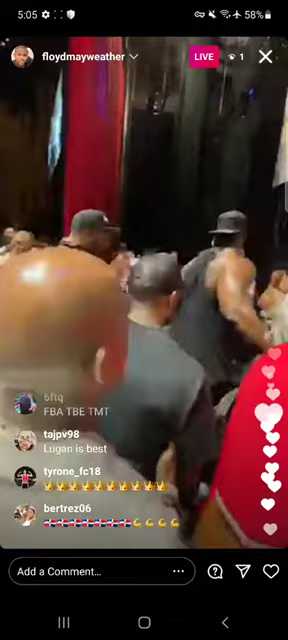 5:05
58%
floydmayweather
LIVE
1
6ftq
FBA TBE TMT
tajpv98
Lugan is best
tyrone_fc18
bertrez06
Add a Comment...